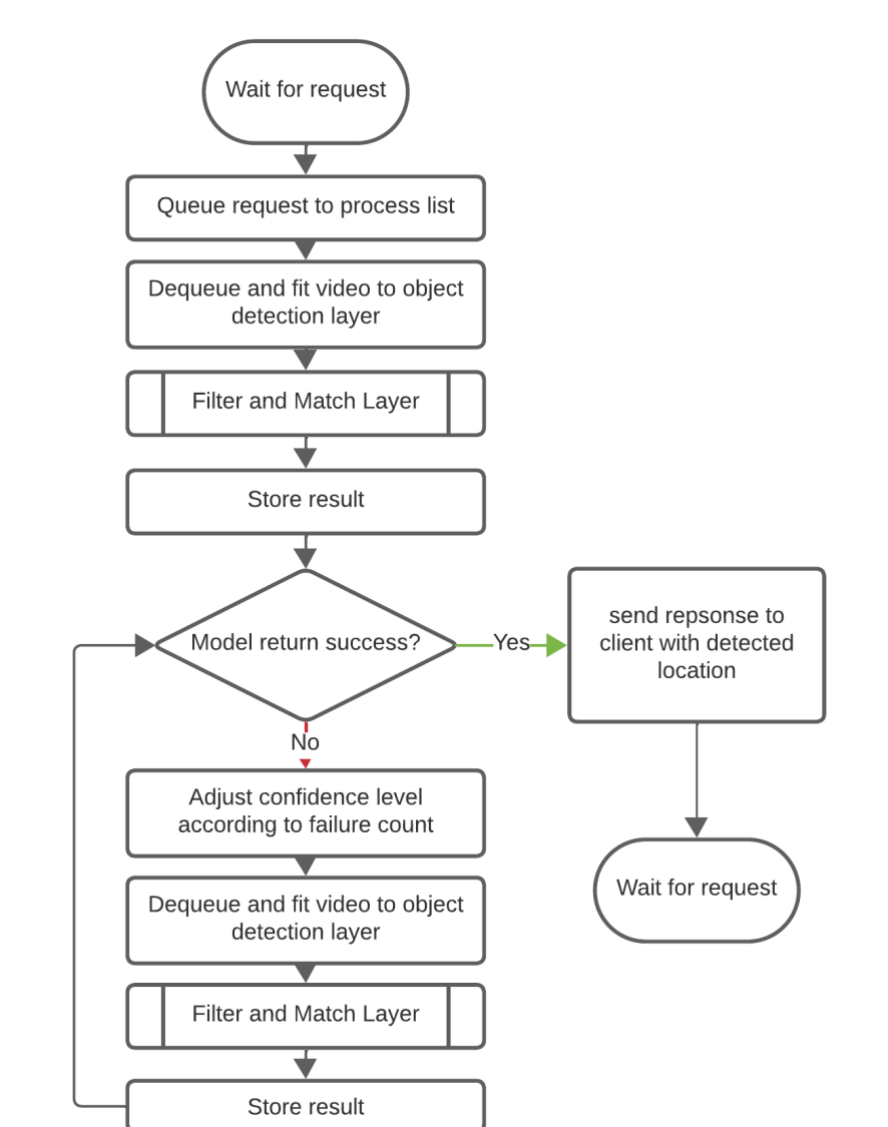 Wait for request
Queue request to process list
Dequeue and fit video to object
detection layer
Filter and Match Layer
Store result
Model return success?
Yes
send repsonse to
client with detected
location
No
Adjust confidence level
according to failure count
Dequeue and fit video to object
detection layer
Wait for request
Filter and Match Layer
Store result